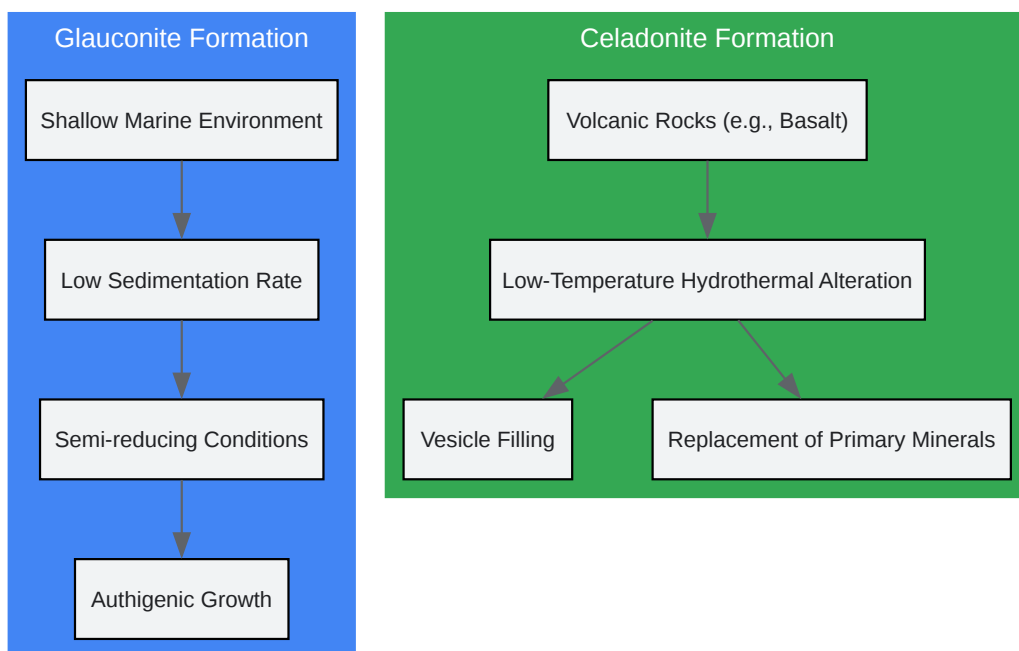 Glauconite Formation
Shallow Marine Environment
Low Sedimentation Rate
Semi-reducing Conditions
Authigenic Growth
Celadonite Formation
Volcanic Rocks (e.g., Basalt)
Low-Temperature Hydrothermal Alteration
Vesicle Filling
Replacement of Primary Minerals